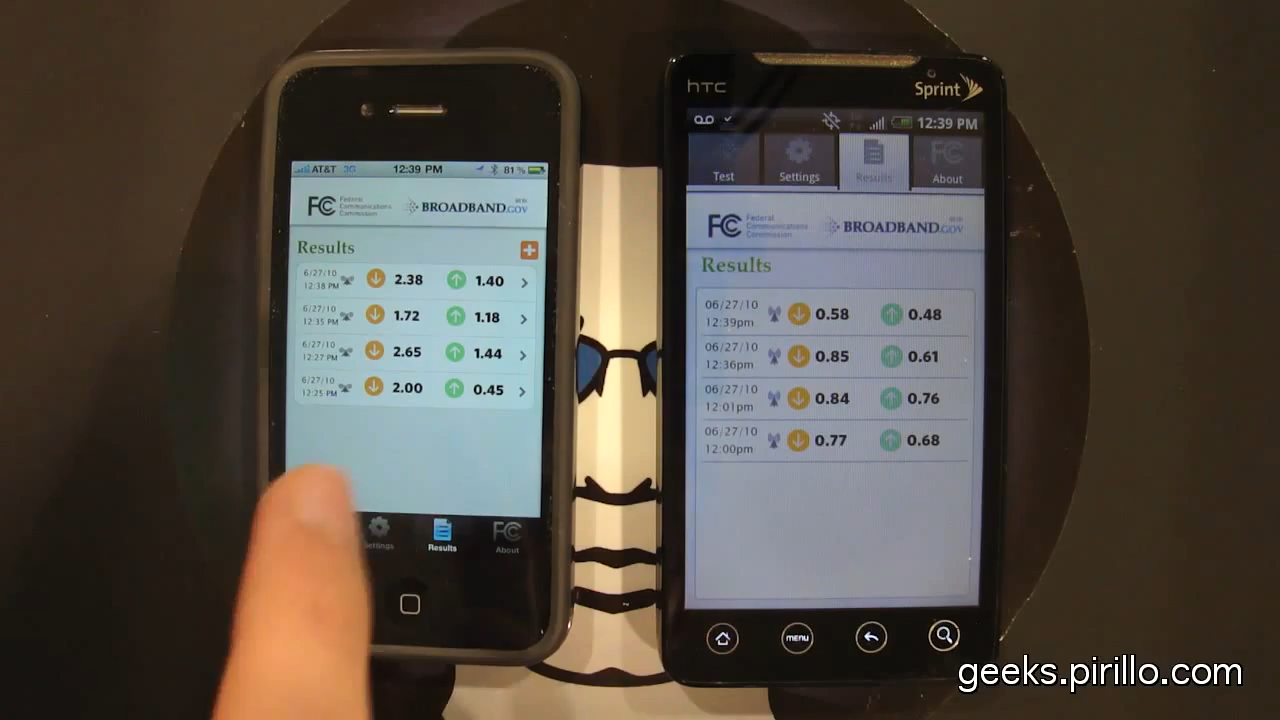 AT&T 3G 12:39 PM 81%
FCC Federal Communications Commission BROADBAND.GOV BETA
Results
6/27/10 12:38 PM 2.38 1.40
6/27/10 12:35 PM 1.72 1.18
6/27/10 12:27 PM 2.65 1.44
6/27/10 12:25 PM 2.00 0.45
Settings Results FCC About
hTC Sprint
12:39 PM
Test Settings Results FC About
FCC Federal Communications Commission BROADBAND.GOV BETA
Results
06/27/10 12:39pm 0.58 0.48
06/27/10 12:36pm 0.85 0.61
06/27/10 12:01pm 0.84 0.76
06/27/10 12:00pm 0.77 0.68
MENU
geeks.pirillo.com